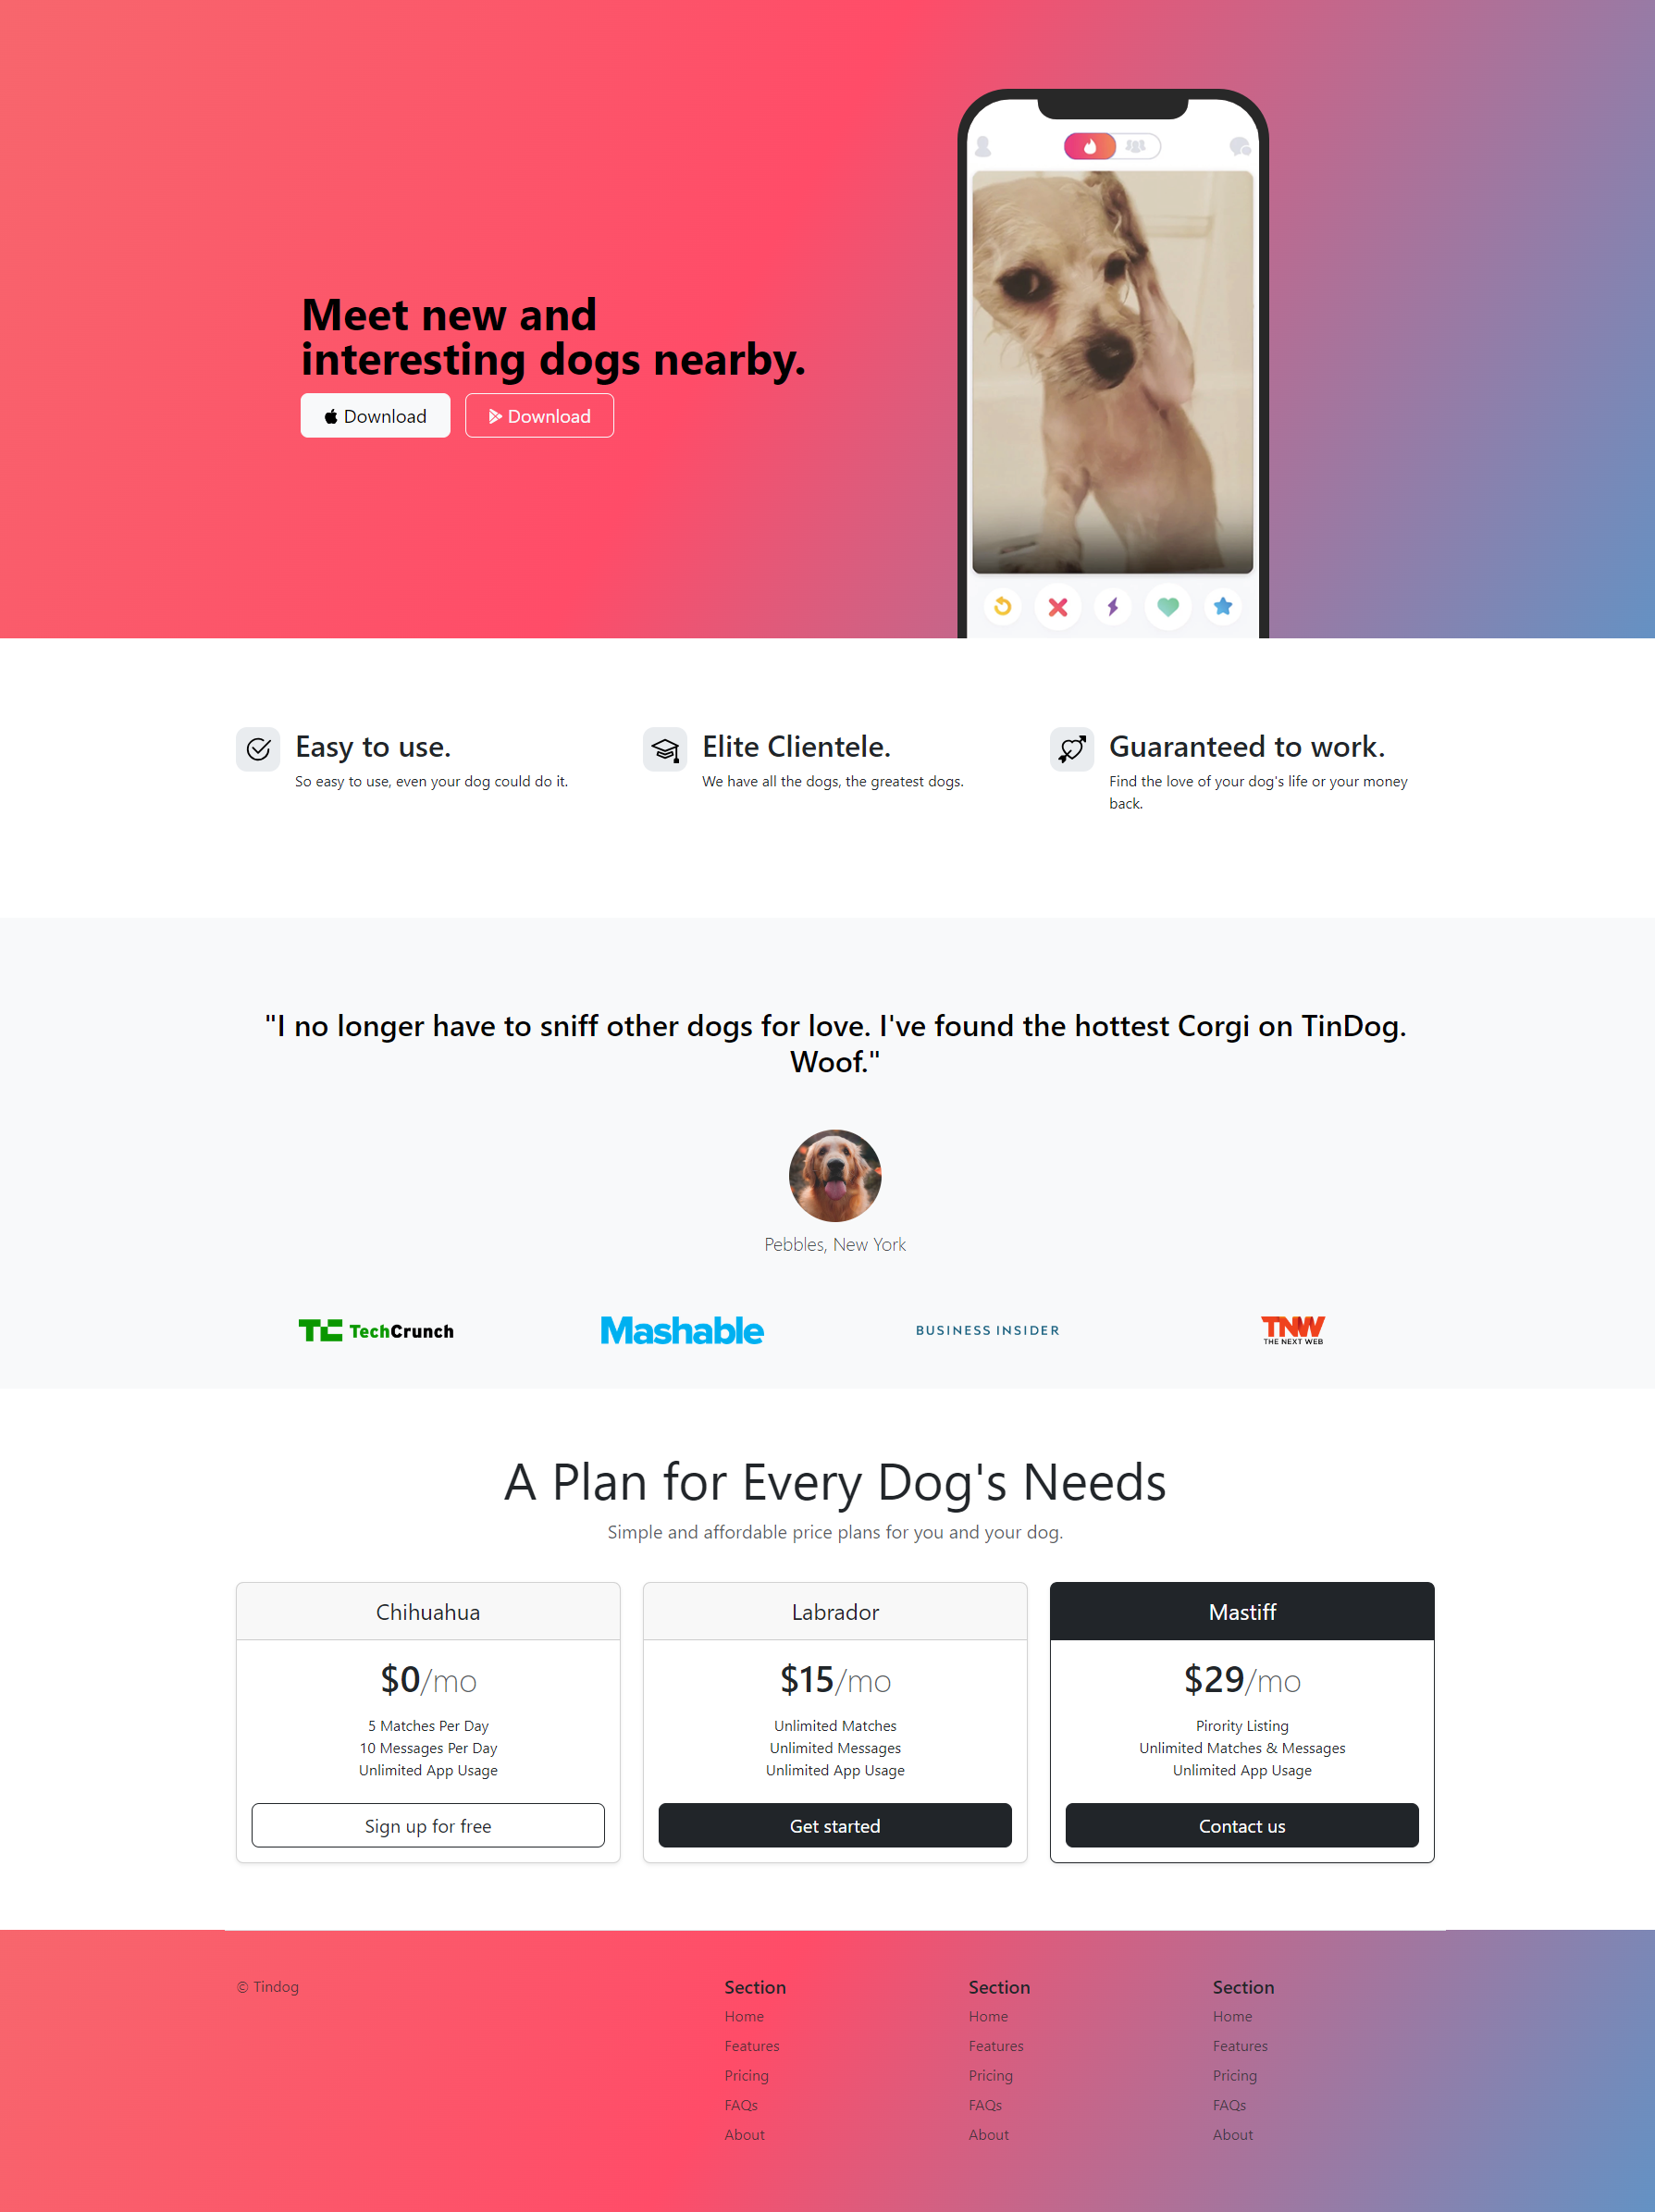 Meet new and
interesting dogs nearby.
Download
Download
Easy to use.
So easy to use, even your dog could do it.
Elite Clientele.
We have all the dogs, the greatest dogs.
Guaranteed to work.
Find the love of your dog's life or your money
back.
"I no longer have to sniff other dogs for love. I've found the hottest Corgi on TinDog.
Woof."
Pebbles, New York
TC TechCrunch
Mashable
BUSINESS INSIDER
TNW
THE NEXT WEB
A Plan for Every Dog's Needs
Simple and affordable price plans for you and your dog.
Chihuahua
$0/mo
5 Matches Per Day
10 Messages Per Day
Unlimited App Usage
Sign up for free
Labrador
$15/mo
Unlimited Matches
Unlimited Messages
Unlimited App Usage
Get started
Mastiff
$29/mo
Pirority Listing
Unlimited Matches & Messages
Unlimited App Usage
Contact us
© Tindog
Section
Home
Features
Pricing
FAQs
About
Section
Home
Features
Pricing
FAQs
About
Section
Home
Features
Pricing
FAQs
About